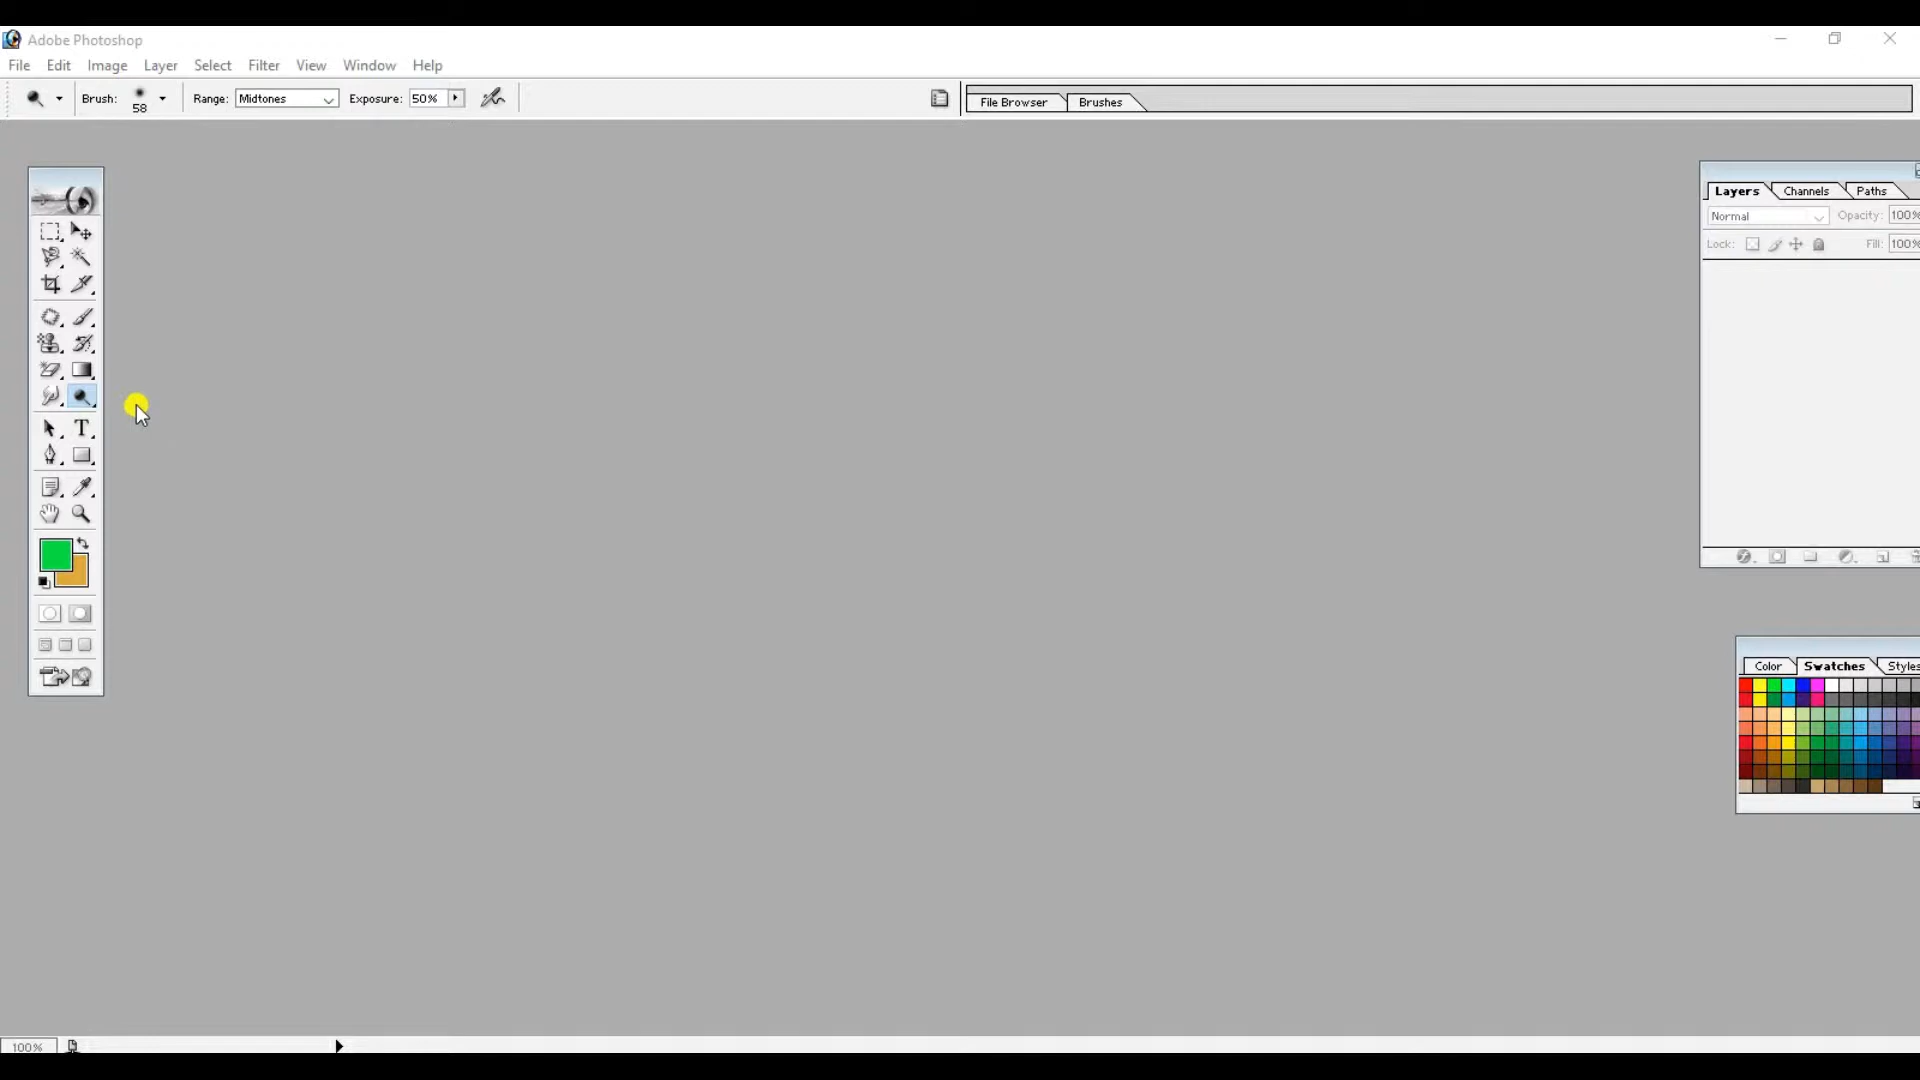 Adobe Photoshop
File Edit Image Layer Select Filter View Window Help
Brush: 58 Range: Midtones Exposure: 50% File Browser Brushes
Layers Channels Paths
Normal Opacity: 100%
Lock: Fill: 100%
T
Color Swatches Styles
100%